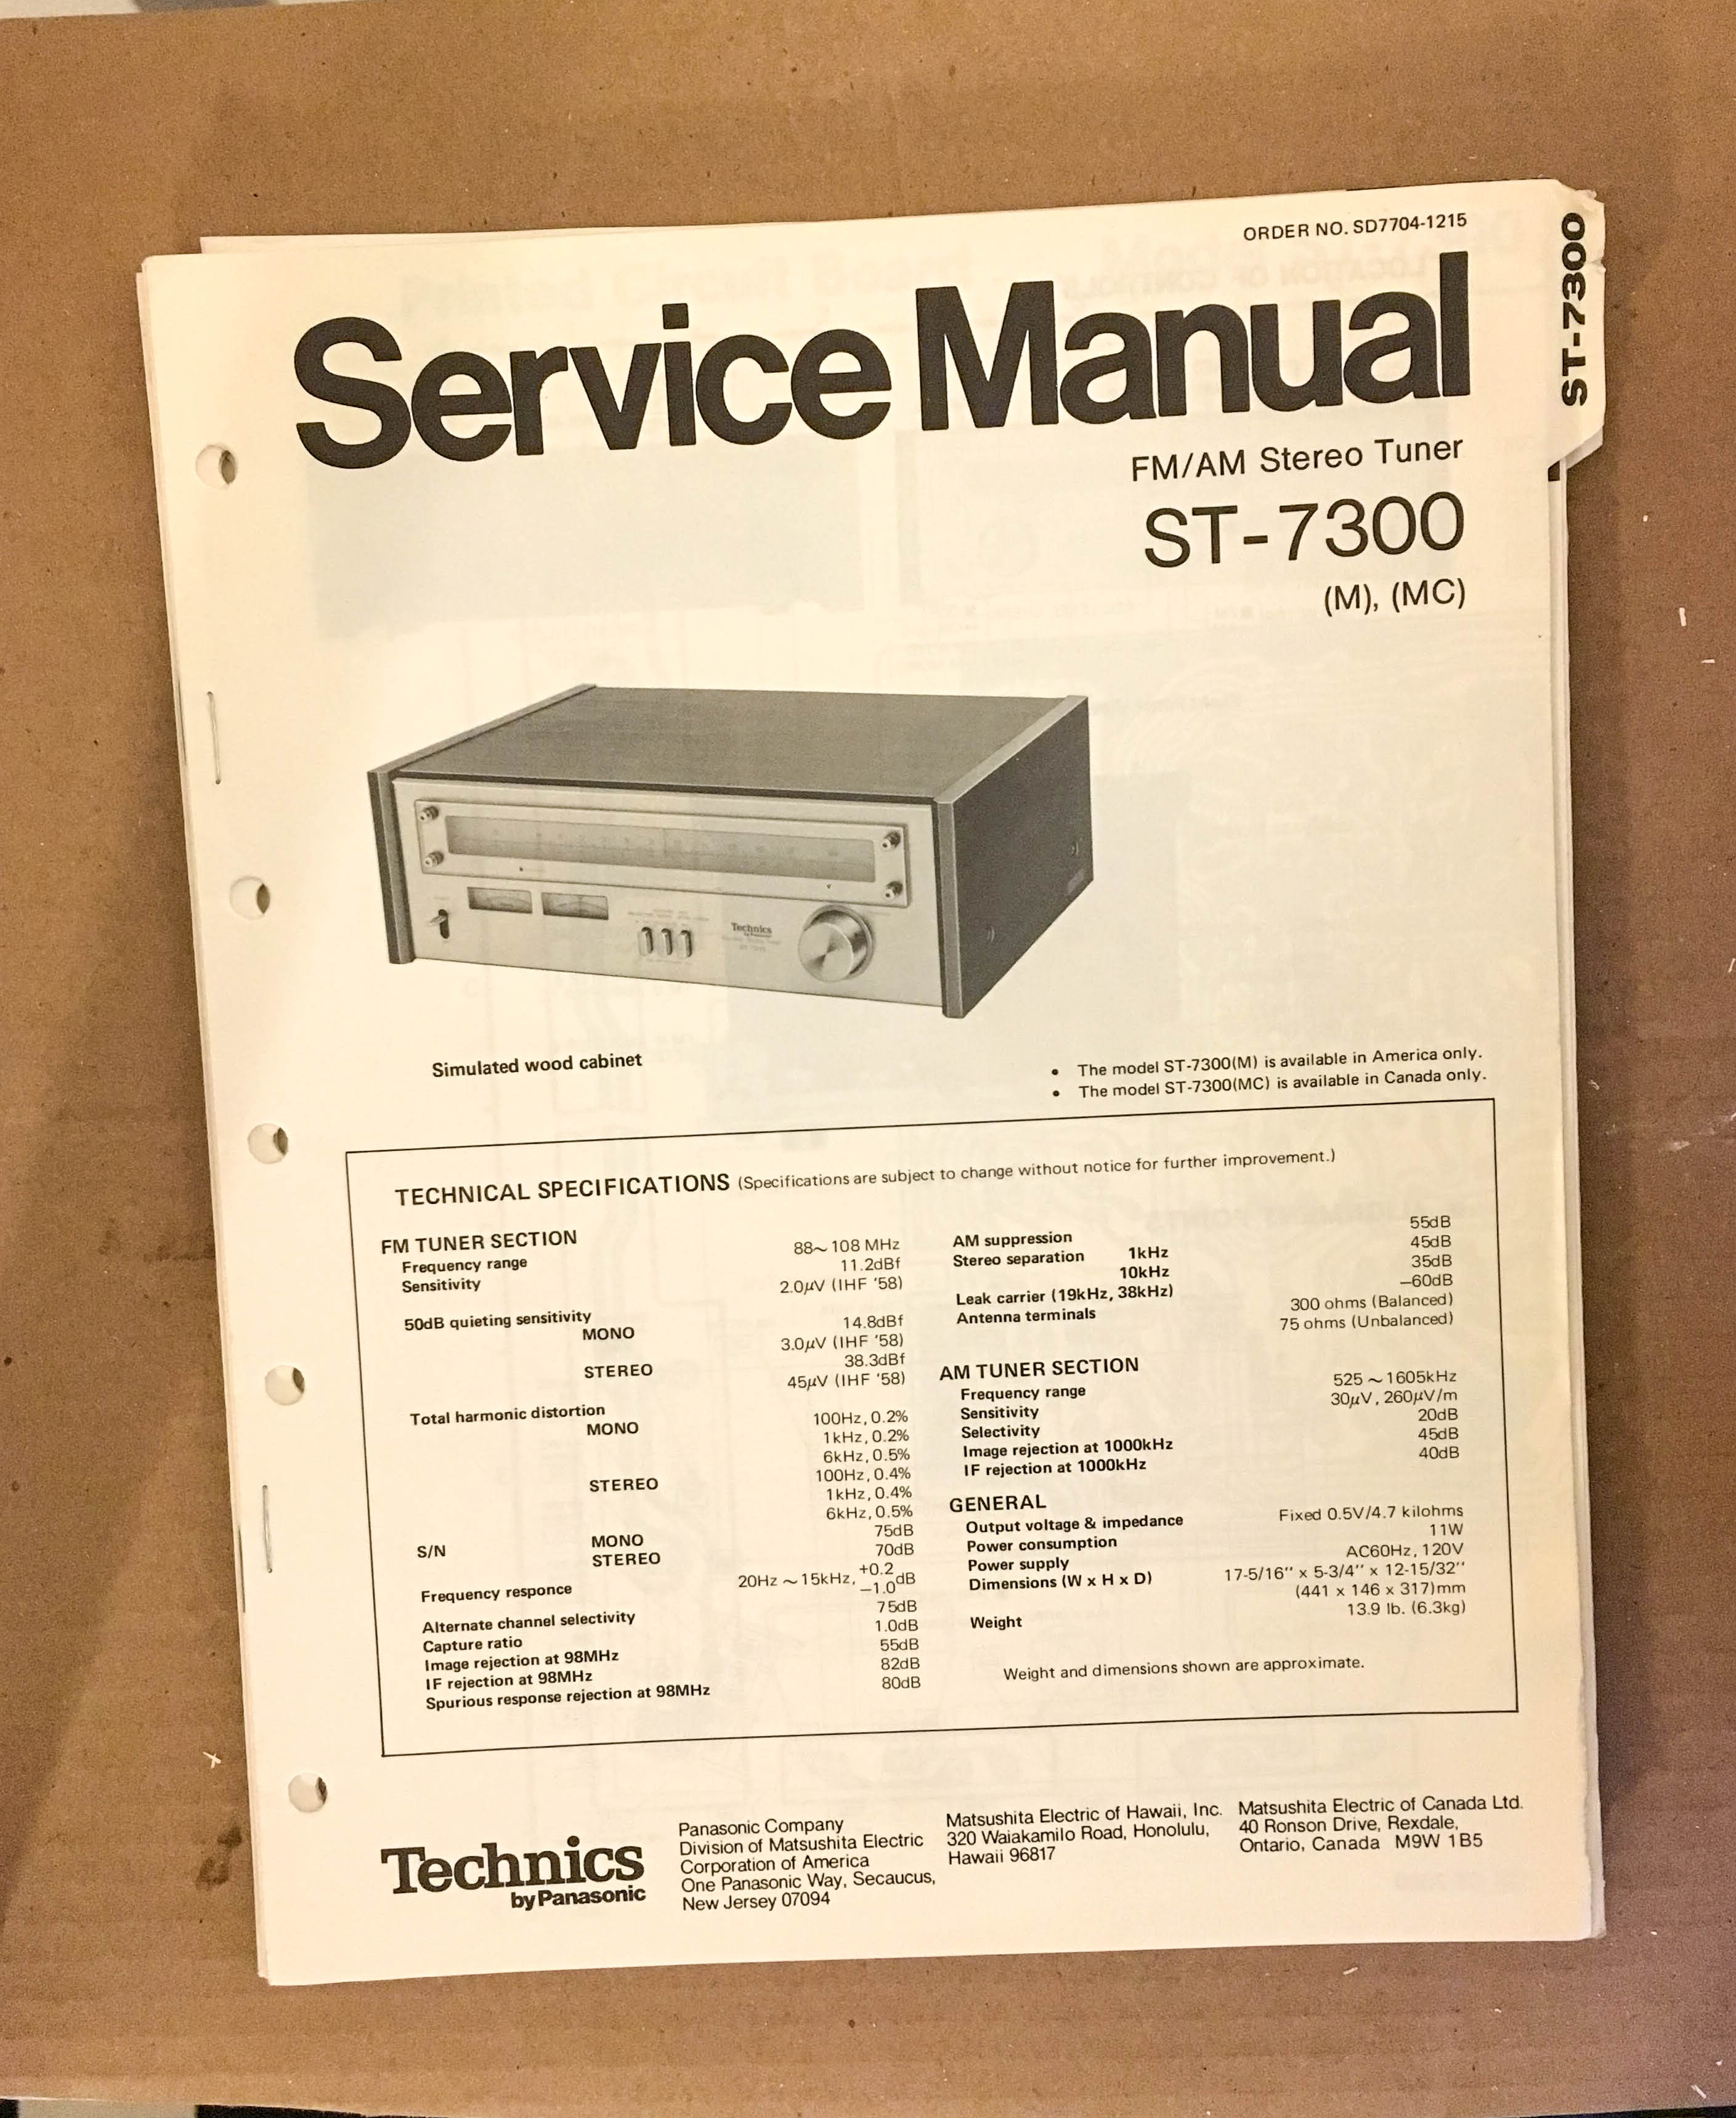 ORDER NO. SD7704-1215
ST-7300
Service Manual
FM/AM Stereo Tuner
ST-7300
(M), (MC)
Technics
by Panasonic
Simulated wood cabinet
• The model ST-7300(M) is available in America only.
• The model ST-7300(MC) is available in Canada only.
TECHNICAL SPECIFICATIONS (Specifications are subject to change without notice for further improvement.)
FM TUNER SECTION
Frequency range 88~108 MHz
Sensitivity 11.2dBf
2.0μV (IHF '58)
50dB quieting sensitivity
MONO 14.8dBf
3.0μV (IHF '58)
STEREO 38.3dBf
45μV (IHF '58)
Total harmonic distortion
MONO 100Hz, 0.2%
1kHz, 0.2%
6kHz, 0.5%
STEREO 100Hz, 0.4%
1kHz, 0.4%
6kHz, 0.5%
S/N MONO 75dB
STEREO 70dB
Frequency responce 20Hz~15kHz, +0.2 −1.0 dB
Alternate channel selectivity 75dB
Capture ratio 1.0dB
Image rejection at 98MHz 55dB
IF rejection at 98MHz 82dB
Spurious response rejection at 98MHz 80dB
AM suppression 55dB
Stereo separation 1kHz 45dB
10kHz 35dB
Leak carrier (19kHz, 38kHz) −60dB
Antenna terminals 300 ohms (Balanced)
75 ohms (Unbalanced)
AM TUNER SECTION
Frequency range 525~1605kHz
Sensitivity 30μV, 260μV/m
Selectivity 20dB
Image rejection at 1000kHz 45dB
IF rejection at 1000kHz 40dB
GENERAL
Output voltage & impedance Fixed 0.5V/4.7 kilohms
Power consumption 11W
Power supply AC60Hz, 120V
Dimensions (W x H x D) 17-5/16'' x 5-3/4'' x 12-15/32''
(441 x 146 x 317)mm
Weight 13.9 lb. (6.3kg)
Weight and dimensions shown are approximate.
Technics
by Panasonic
Panasonic Company
Division of Matsushita Electric
Corporation of America
One Panasonic Way, Secaucus,
New Jersey 07094
Matsushita Electric of Hawaii, Inc.
320 Waiakamilo Road, Honolulu,
Hawaii 96817
Matsushita Electric of Canada Ltd.
40 Ronson Drive, Rexdale,
Ontario, Canada M9W 1B5